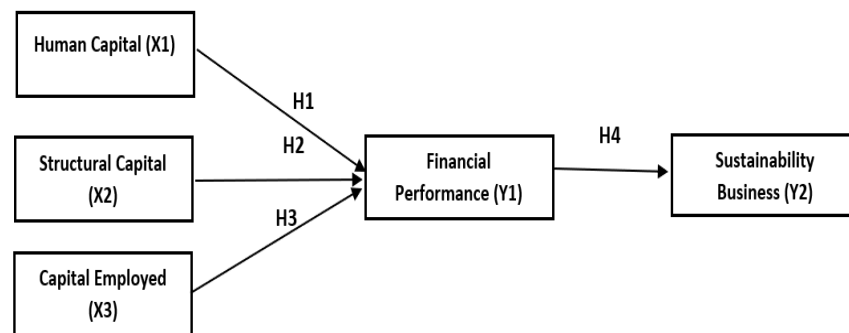 Human Capital (X1)
H1
H2
Structural Capital
(X2)
Financial
Performance (Y1)
H4
Sustainability
Business (Y2)
H3
Capital Employed
(X3)